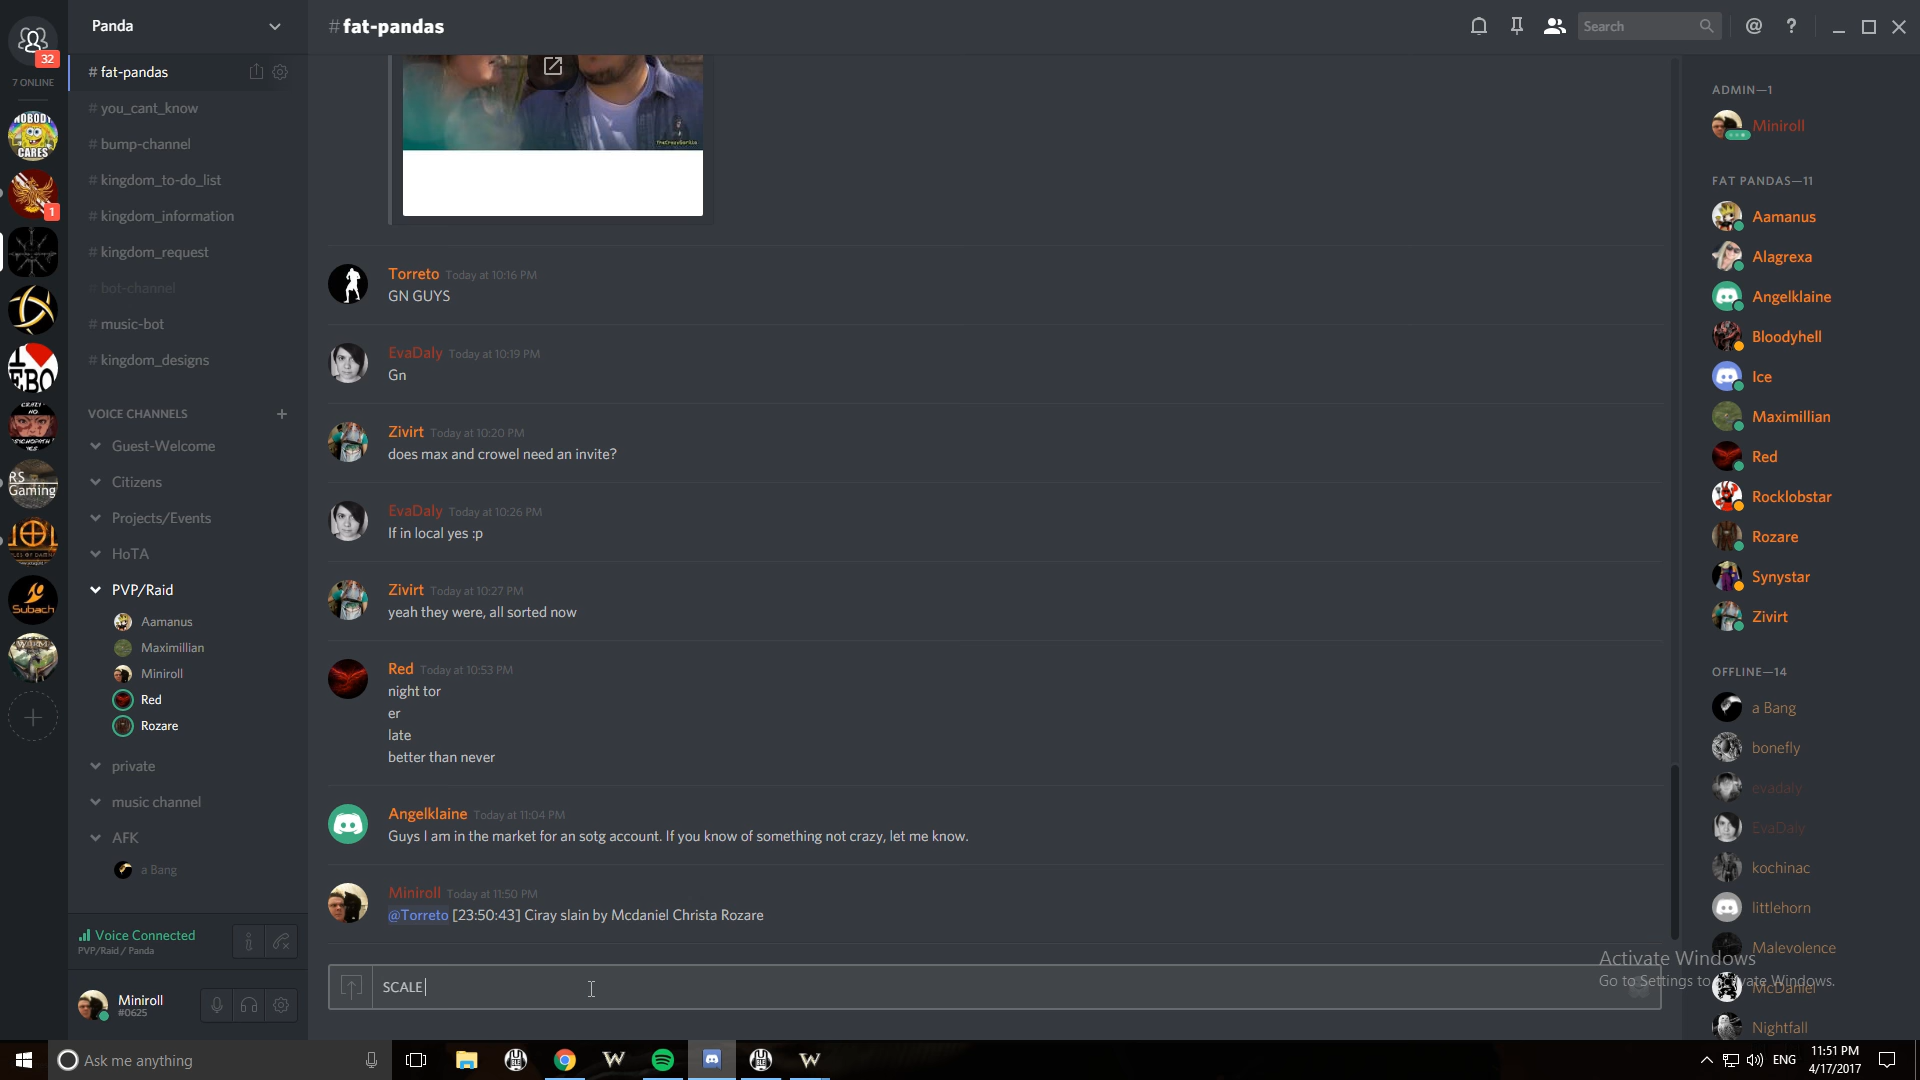 32
7 ONLINE
NOBODY
CARES
1
RS
Gaming
Subach
Panda
# fat-pandas
# you_cant_know
# bump-channel
# kingdom_to-do_list
# kingdom_information
# kingdom_request
# bot-channel
# music-bot
# kingdom_designs
VOICE CHANNELS
Guest-Welcome
Citizens
Projects/Events
HoTA
PVP/Raid
Aamanus
Maximillian
Miniroll
Red
Rozare
private
music channel
AFK
a Bang
Voice Connected
PVP/Raid / Panda
Miniroll
#0625
#fat-pandas
Search
TheCrazyGorilla
Torreto Today at 10:16 PM
GN GUYS
EvaDaly Today at 10:19 PM
Gn
Zivirt Today at 10:20 PM
does max and crowel need an invite?
EvaDaly Today at 10:26 PM
If in local yes :p
Zivirt Today at 10:27 PM
yeah they were, all sorted now
Red Today at 10:53 PM
night tor
er
late
better than never
Angelklaine Today at 11:04 PM
Guys I am in the market for an sotg account. If you know of something not crazy, let me know.
Miniroll Today at 11:50 PM
@Torreto [23:50:43] Ciray slain by Mcdaniel Christa Rozare
SCALE
ADMIN—1
Miniroll
FAT PANDAS—11
Aamanus
Alagrexa
Angelklaine
Bloodyhell
Ice
Maximillian
Red
Rocklobstar
Rozare
Synystar
Zivirt
OFFLINE—14
a Bang
bonefly
evadaly
EvaDaly
kochinac
littlehorn
Malevolence
McDaniel
Nightfall
Activate Windows
Go to Settings to activate Windows.
Ask me anything
ENG
11:51 PM
4/17/2017